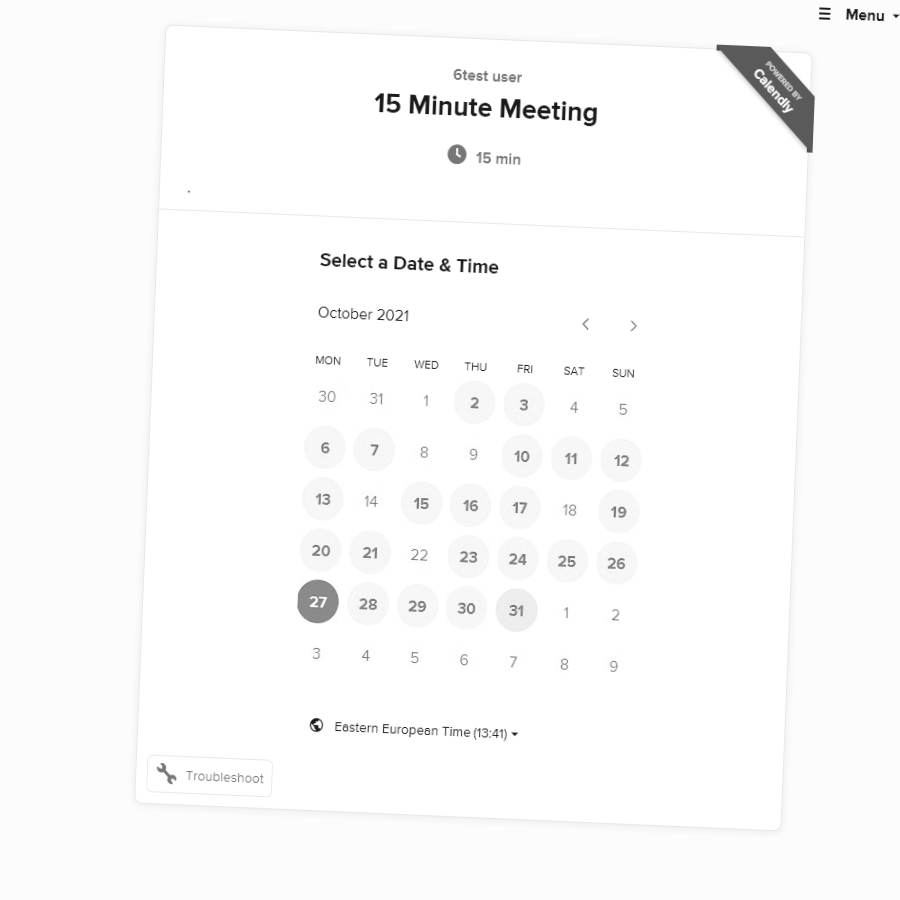 Menu
6test user
POWERED BY
Calendly
15 Minute Meeting
15 min
.
Select a Date & Time
October 2021
MON TUE WED THU FRI SAT SUN
30 31 1 2 3 4 5
6 7 8 9 10 11 12
13 14 15 16 17 18 19
20 21 22 23 24 25 26
27 28 29 30 31 1 2
3 4 5 6 7 8 9
Eastern European Time (13:41)
Troubleshoot